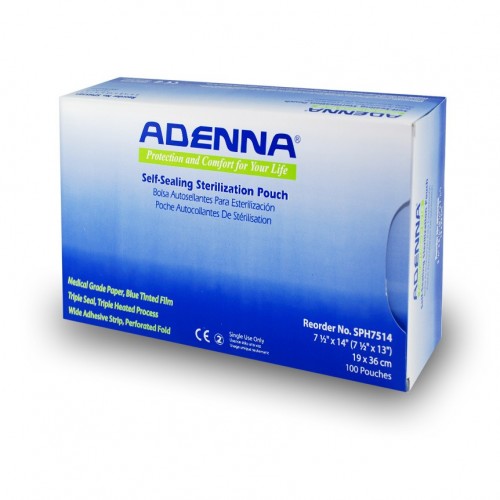 ADENNA®
ADENNA®
Protection and Comfort for Your Life
Self-Sealing Sterilization Pouch
Bolsa Autosellantes Para Esterilización
Poche Autocollantes De Stérilisation
Medical Grade Paper, Blue Tinted Film
Triple Seal, Triple Heated Process
Wide Adhesive Strip, Perforated Fold
CE
2
Single Use Only
Reorder No. SPH7514
7 ½" x 14" (7 ½" x 13")
19 x 36 cm
100 Pouches